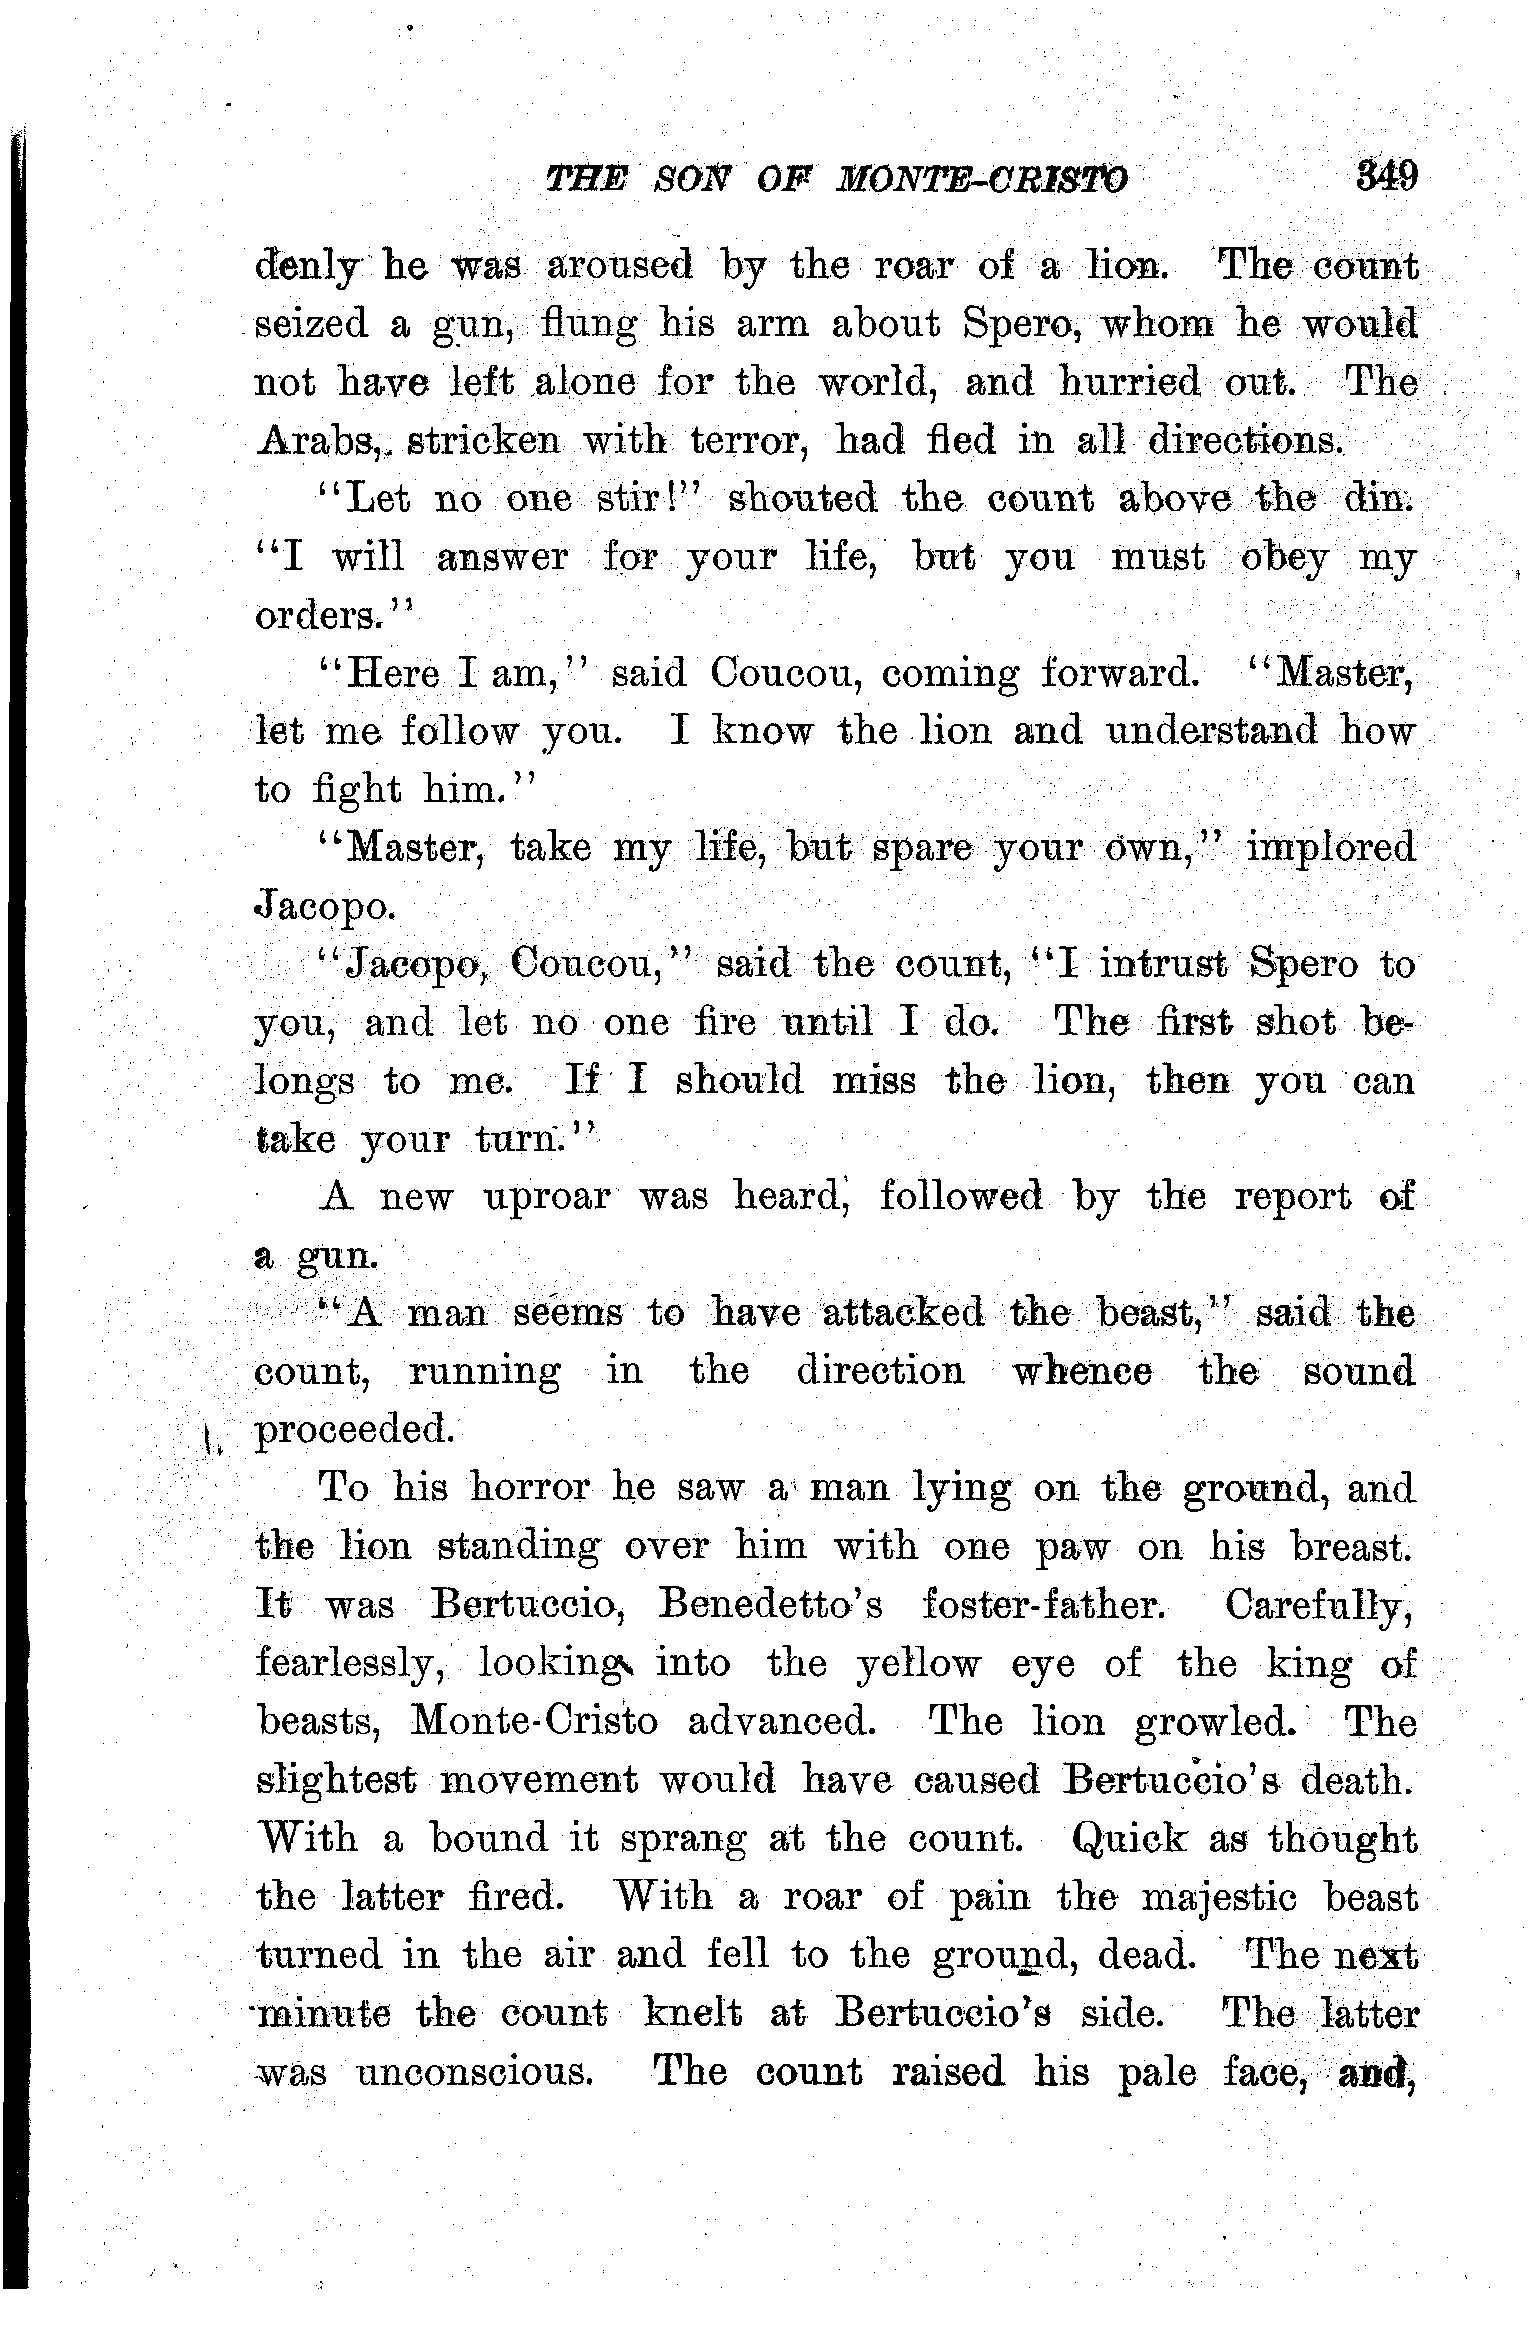 THE SON OF MONTE-CRISTO 349
denly he was aroused by the roar of a lion. The count
seized a gun, flung his arm about Spero, whom he would
not have left alone for the world, and hurried out. The
Arabs, stricken with terror, had fled in all directions.
"Let no one stir!" shouted the count above the din.
"I will answer for your life, but you must obey my
orders."
"Here I am," said Coucou, coming forward. "Master,
let me follow you. I know the lion and understand how
to fight him."
"Master, take my life, but spare your own," implored
Jacopo.
"Jacopo, Coucou," said the count, "I intrust Spero to
you, and let no one fire until I do. The first shot be-
longs to me. If I should miss the lion, then you can
take your turn."
A new uproar was heard, followed by the report of
a gun.
"A man seems to have attacked the beast," said the
count, running in the direction whence the sound
proceeded.
To his horror he saw a man lying on the ground, and
the lion standing over him with one paw on his breast.
It was Bertuccio, Benedetto's foster-father. Carefully,
fearlessly, looking into the yellow eye of the king of
beasts, Monte-Cristo advanced. The lion growled. The
slightest movement would have caused Bertuccio's death.
With a bound it sprang at the count. Quick as thought
the latter fired. With a roar of pain the majestic beast
turned in the air and fell to the ground, dead. The next
minute the count knelt at Bertuccio's side. The latter
was unconscious. The count raised his pale face, and,